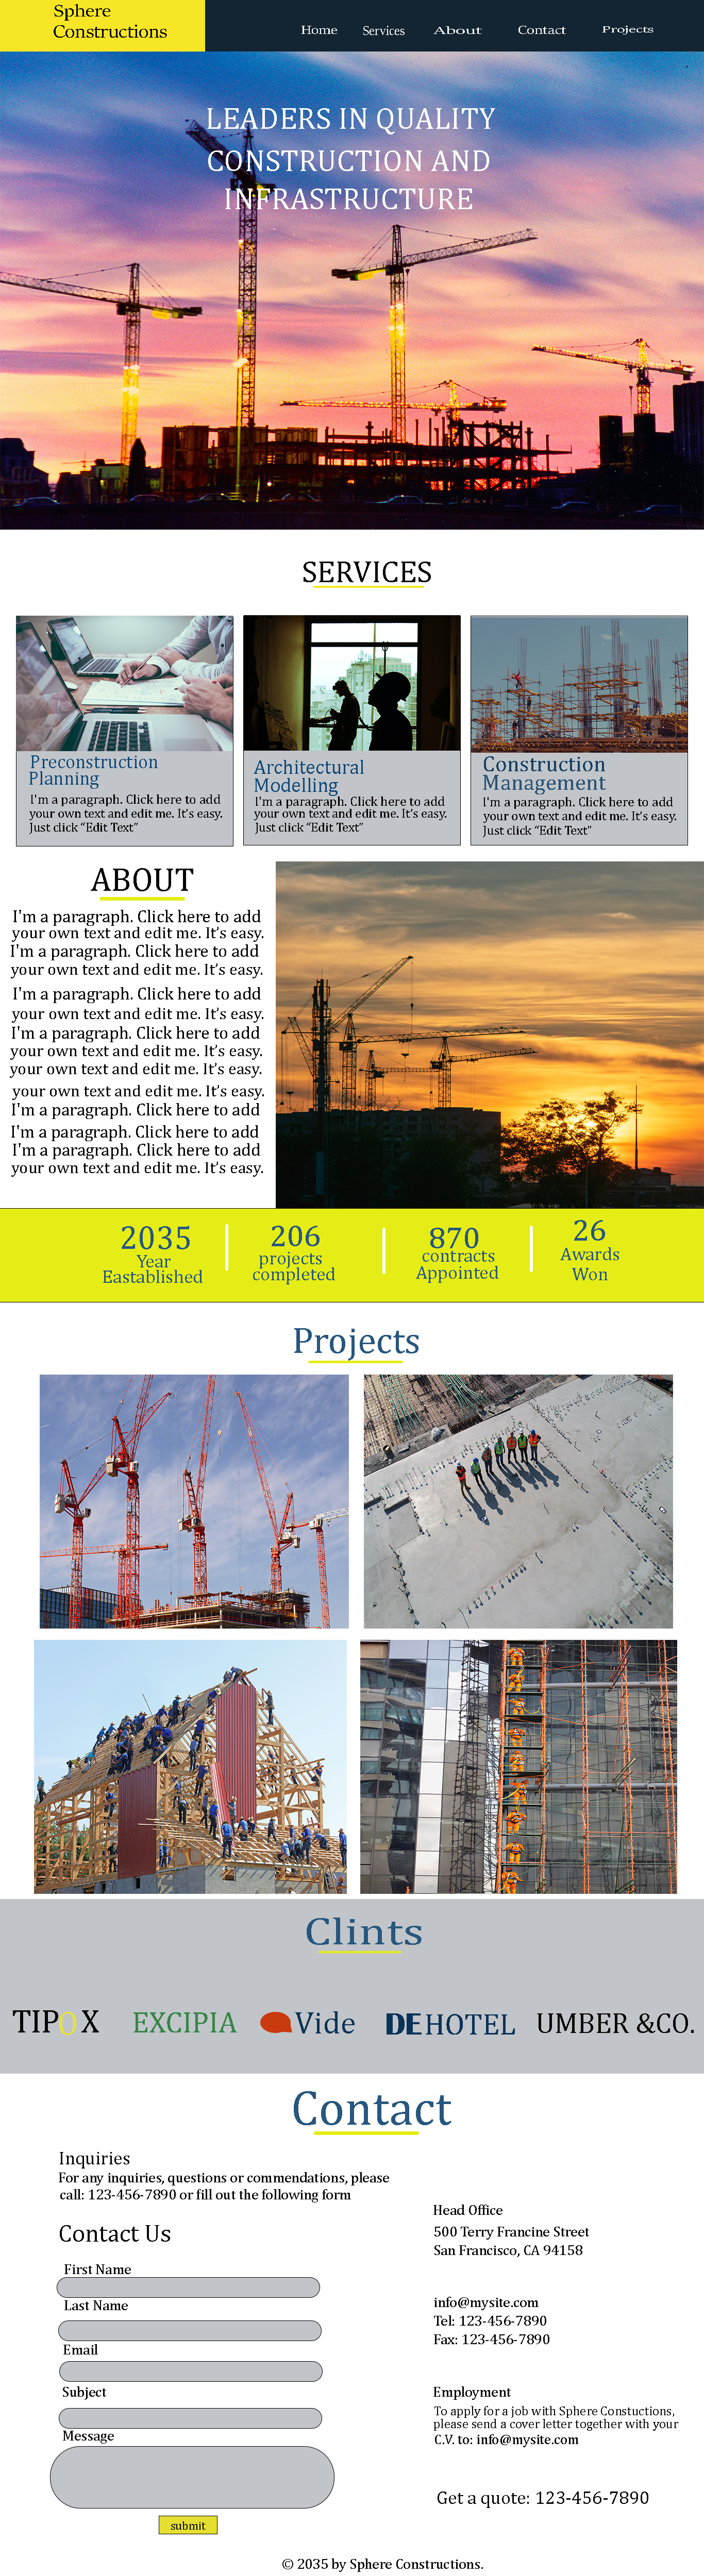 Sphere
Constructions
Home Services About Contact Projects
LEADERS IN QUALITY
CONSTRUCTION AND
INFRASTRUCTURE
SERVICES
Preconstruction
Planning
I'm a paragraph. Click here to add
your own text and edit me. It's easy.
Just click “Edit Text”
Architectural
Modelling
I'm a paragraph. Click here to add
your own text and edit me. It's easy.
Just click “Edit Text”
Construction
Management
I'm a paragraph. Click here to add
your own text and edit me. It's easy.
Just click “Edit Text”
ABOUT
I'm a paragraph. Click here to add
your own text and edit me. It's easy.
I'm a paragraph. Click here to add
your own text and edit me. It's easy.
I'm a paragraph. Click here to add
your own text and edit me. It's easy.
I'm a paragraph. Click here to add
your own text and edit me. It's easy.
your own text and edit me. It's easy.
your own text and edit me. It's easy.
I'm a paragraph. Click here to add
I'm a paragraph. Click here to add
I'm a paragraph. Click here to add
your own text and edit me. It's easy.
2035
Year
Eastablished
206
projects
completed
870
contracts
Appointed
26
Awards
Won
Projects
Clints
TIPOX EXCIPIA Vide DEHOTEL UMBER &CO.
Contact
Inquiries
For any inquiries, questions or commendations, please
call: 123-456-7890 or fill out the following form
Contact Us
First Name
Last Name
Email
Subject
Message
submit
Head Office
500 Terry Francine Street
San Francisco, CA 94158
info@mysite.com
Tel: 123-456-7890
Fax: 123-456-7890
Employment
To apply for a job with Sphere Constuctions,
please send a cover letter together with your
C.V. to: info@mysite.com
Get a quote: 123-456-7890
© 2035 by Sphere Constructions.